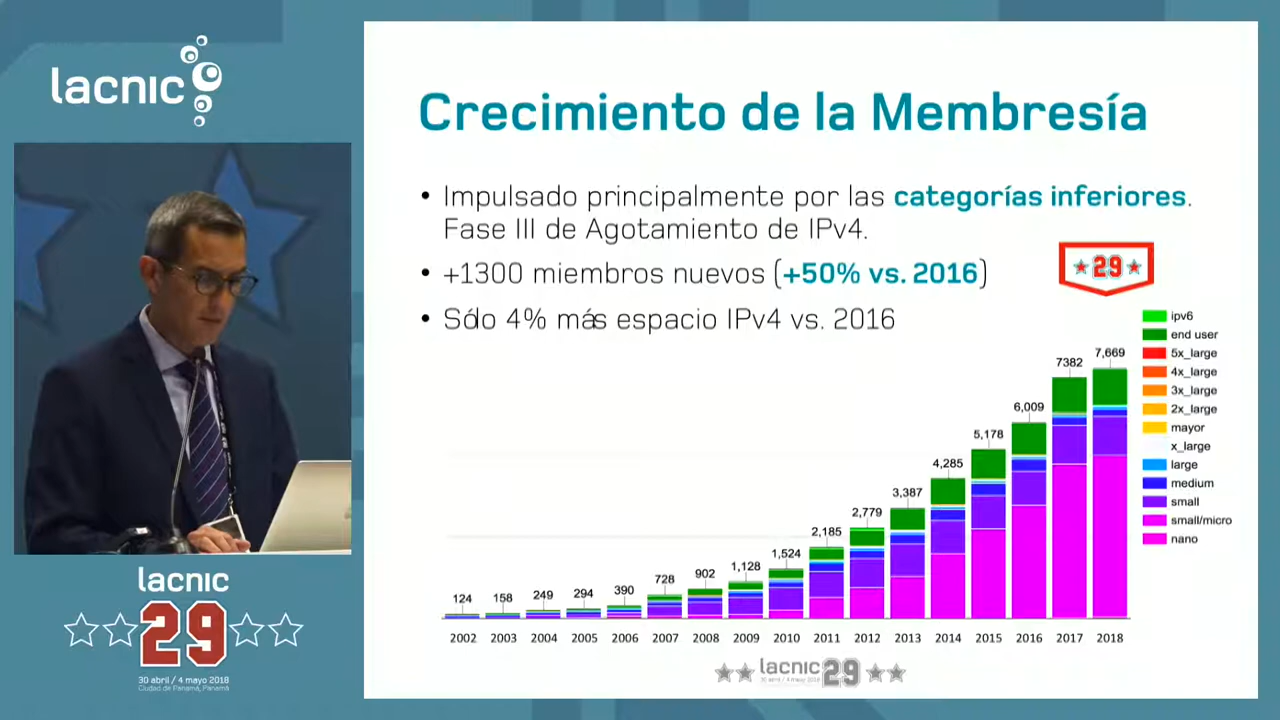 lacnic
Crecimiento de la Membresía
• Impulsado principalmente por las categorías inferiores.
Fase III de Agotamiento de IPv4.
• +1300 miembros nuevos (+50% vs. 2016)
• Sólo 4% más espacio IPv4 vs. 2016
29
ipv6
end user
5x_large
4x_large
3x_large
2x_large
mayor
x_large
large
medium
small
small/micro
nano
124
158
249
294
390
728
902
1,128
1,524
2,185
2,779
3,387
4,285
5,178
6,009
7382
7,669
2002 2003 2004 2005 2006 2007 2008 2009 2010 2011 2012 2013 2014 2015 2016 2017 2018
lacnic 29
30 abril / 4 mayo 2018
lacnic
29
30 abril / 4 mayo 2018
Ciudad de Panamá, Panamá